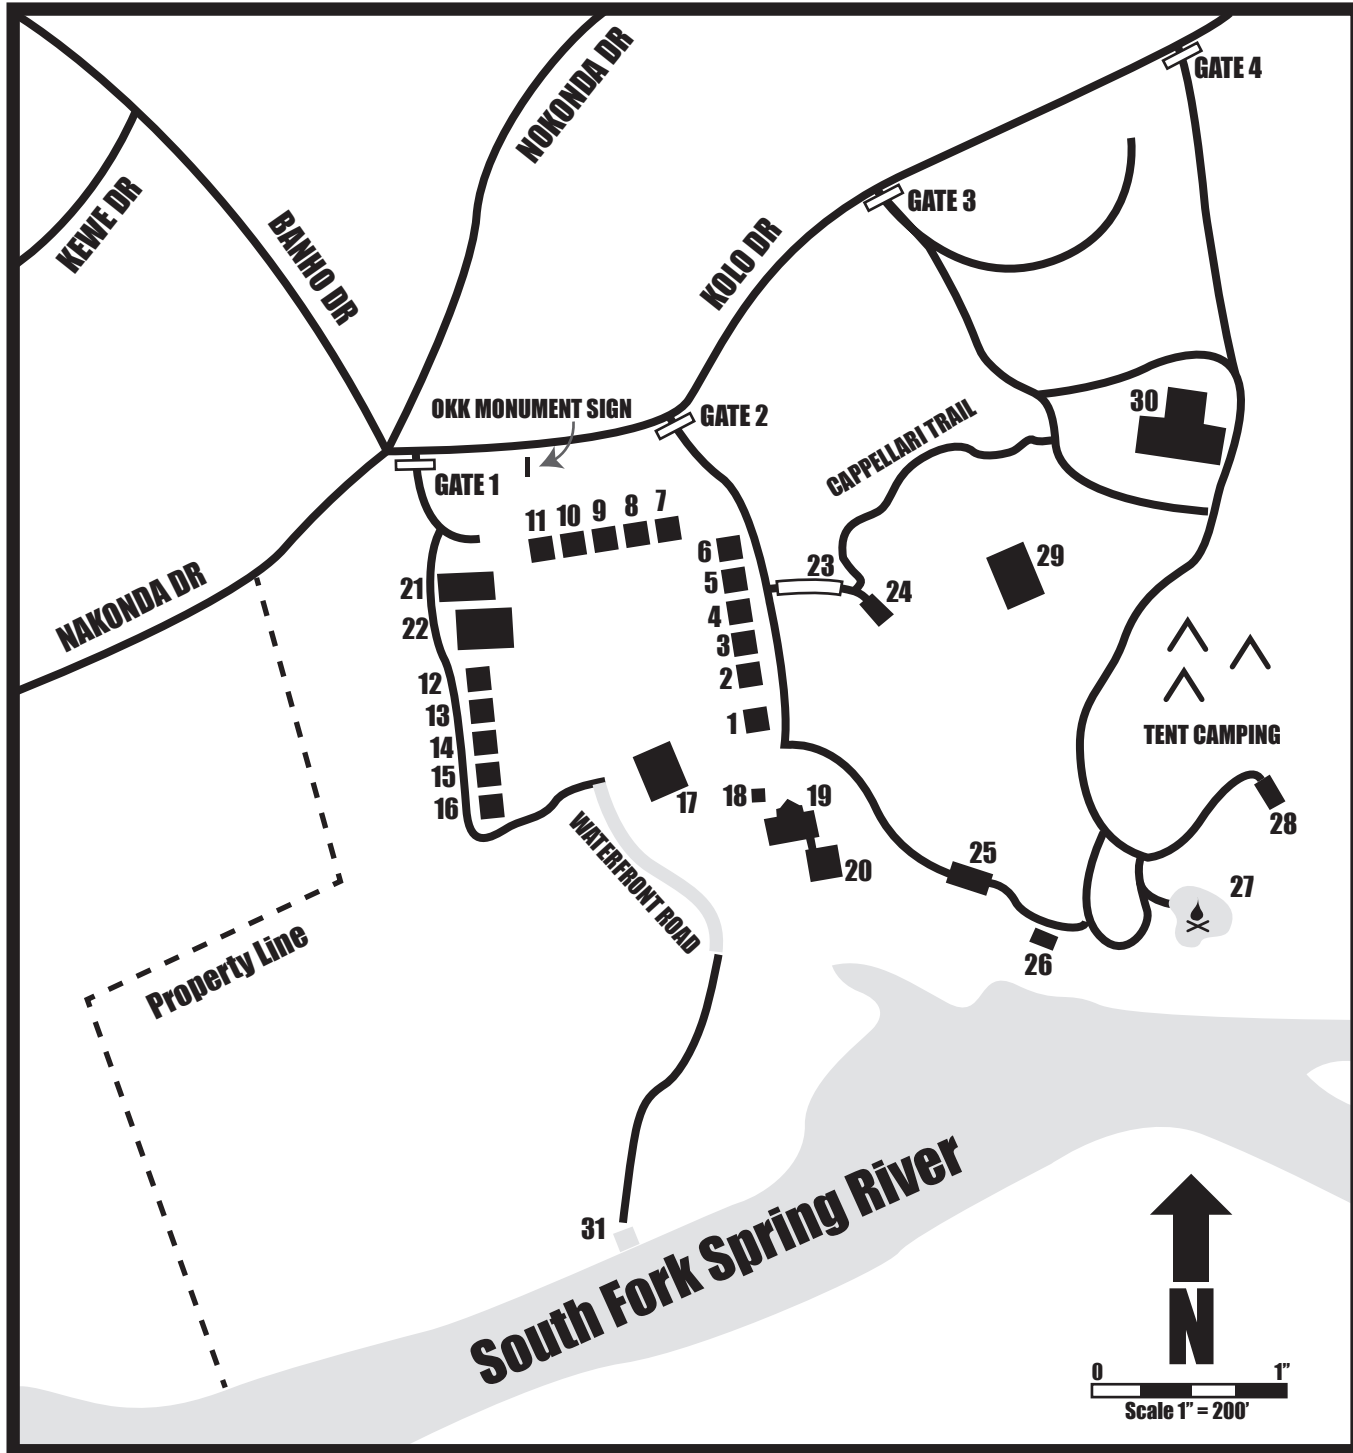 NOKONDA DR
GATE 4
KEWE DR
BANHO DR
GATE 3
KOLO DR
OKK MONUMENT SIGN
GATE 2
30
CAPPELLARI TRAIL
GATE 1
11
10
9
8
7
6
5
4
3
2
1
23
24
29
21
22
NAKONDA DR
12
13
14
15
16
17
18
19
20
TENT CAMPING
28
WATERFRONT ROAD
25
26
27
Property Line
31
South Fork Spring River
N
0
1”
Scale 1” = 200’